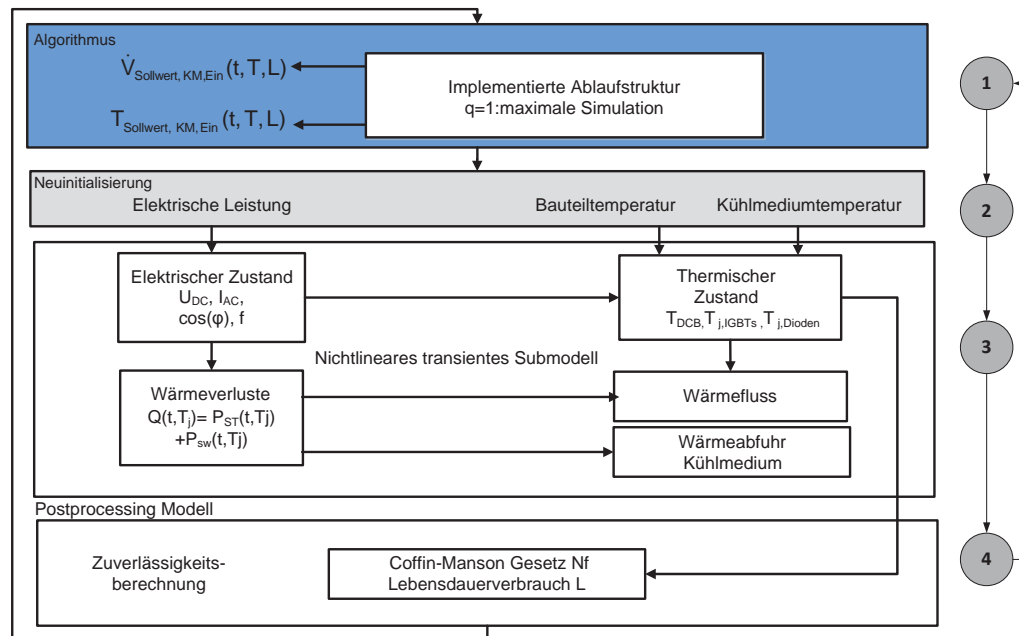 Algorithmus
V̇Sollwert, KM,Ein (t, T, L)
TSollwert, KM, Ein (t, T, L)
Implementierte Ablaufstruktur
q=1:maximale Simulation
1
Neuinitialisierung
Elektrische Leistung
Bauteiltemperatur
Kühlmediumtemperatur
2
Elektrischer Zustand
UDC, IAC,
cos(φ), f
Thermischer
Zustand
TDCB, T j,IGBTs , T j,Dioden
3
Nichtlineares transientes Submodell
Wärmeverluste
Q(t,Tj)= PST(t,Tj)
+Psw(t,Tj)
Wärmefluss
Wärmeabfuhr
Kühlmedium
Postprocessing Modell
Zuverlässigkeits-
berechnung
Coffin-Manson Gesetz Nf
Lebensdauerverbrauch L
4